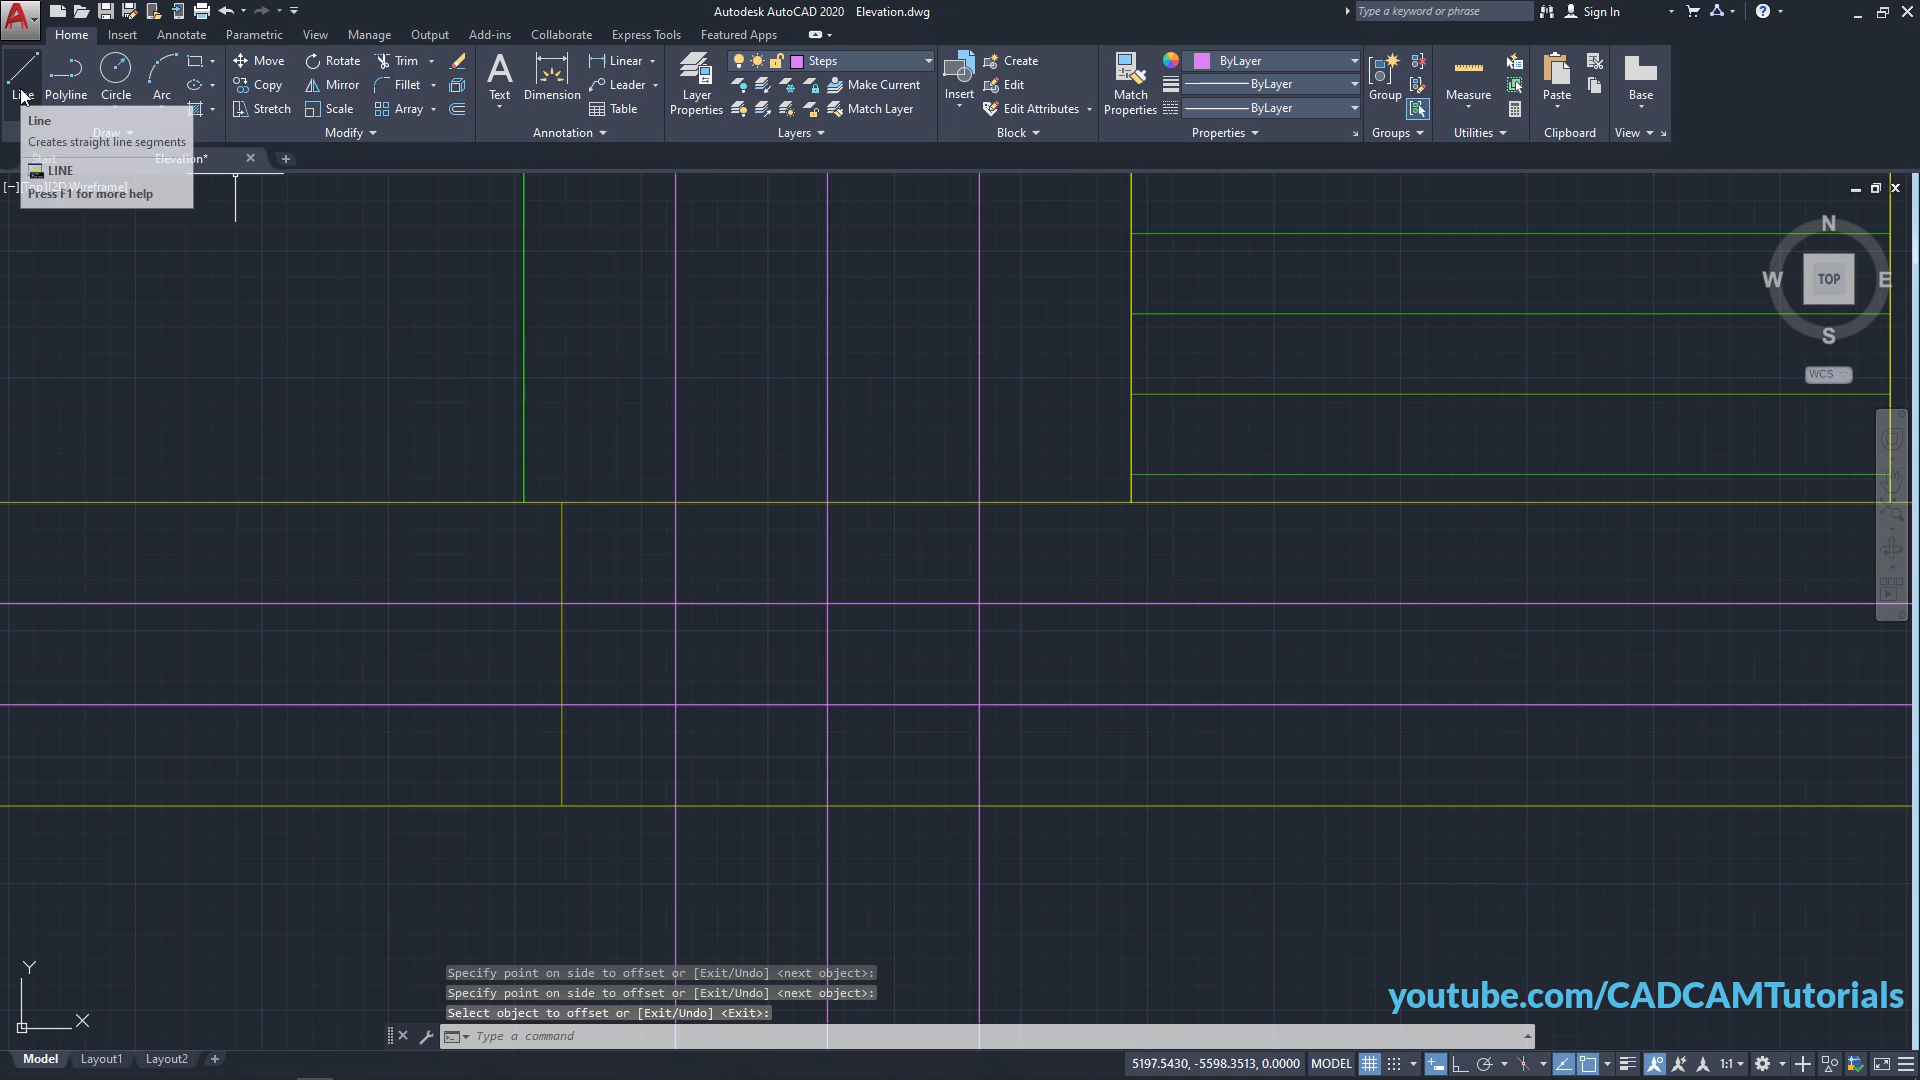 Autodesk AutoCAD 2020 Elevation.dwg
Type a keyword or phrase
Sign In
Home Insert Annotate Parametric View Manage Output Add-ins Collaborate Express Tools Featured Apps
Line Polyline Circle Arc
Move Rotate Trim
Copy Mirror Fillet
Stretch Scale Array
Text Dimension
Linear
Leader
Table
Layer Properties
Steps
Make Current
Match Layer
Insert
Create
Edit
Edit Attributes
Match Properties
ByLayer
ByLayer
ByLayer
Group
Measure
Paste
Base
Draw Modify Annotation Layers Block Properties Groups Utilities Clipboard View
Line
Creates straight line segments
LINE
Press F1 for more help
Start Elevation*
[−][Top][2D Wireframe]
N
W TOP E
S
WCS
Y
X
Specify point on side to offset or [Exit/Undo] <next object>:
Specify point on side to offset or [Exit/Undo] <next object>:
Select object to offset or [Exit/Undo] <Exit>:
Type a command
youtube.com/CADCAMTutorials
Model Layout1 Layout2
5197.5430, -5598.3513, 0.0000 MODEL
1:1